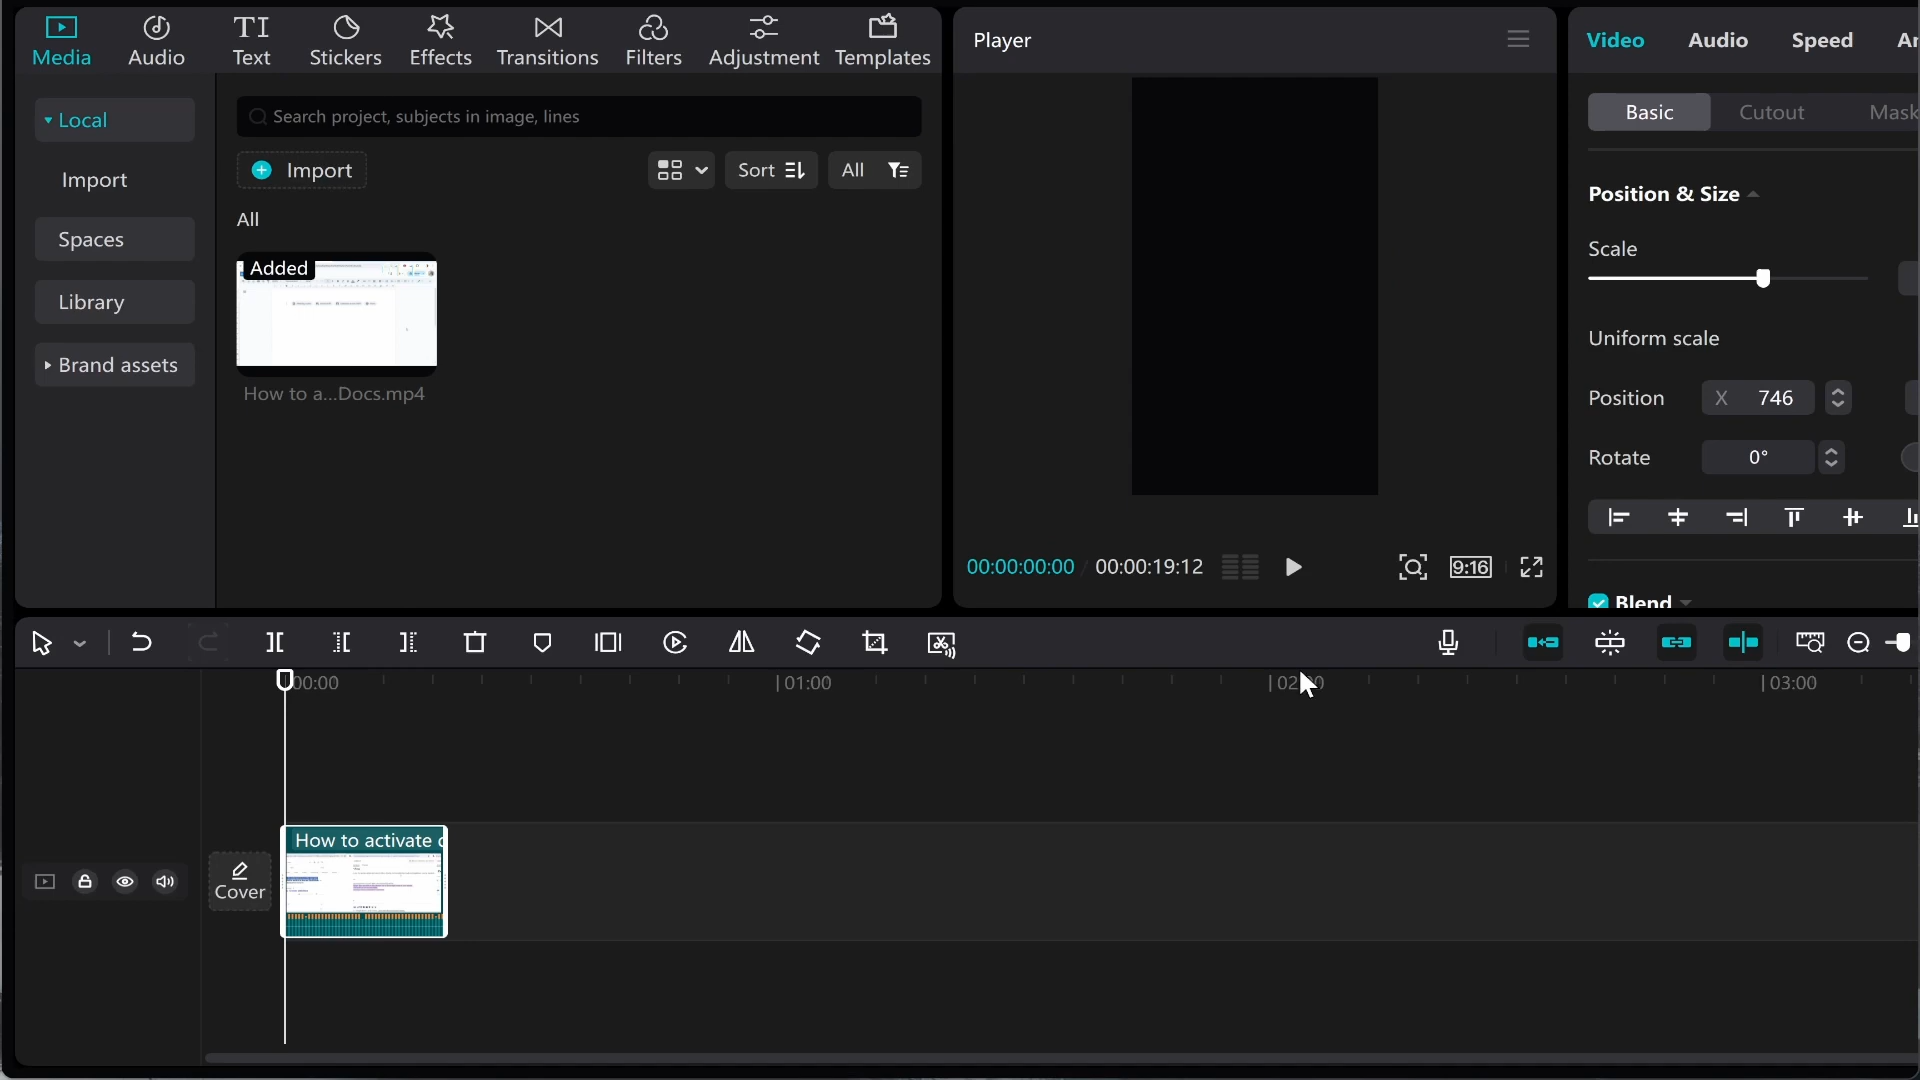 Media
Audio
Text
Stickers
Effects
Transitions
Filters
Adjustment
Templates
Local
Import
Spaces
Library
Brand assets
Search project, subjects in image, lines
Import
Sort
All
All
Added
How to a...Docs.mp4
Player
00:00:00:00 / 00:00:19:12
9:16
Video
Audio
Speed
Basic
Cutout
Mask
Position & Size
Scale
Uniform scale
Position
X 746
Rotate
0°
Blend
00:00
01:00
03:00
Cover
How to activate